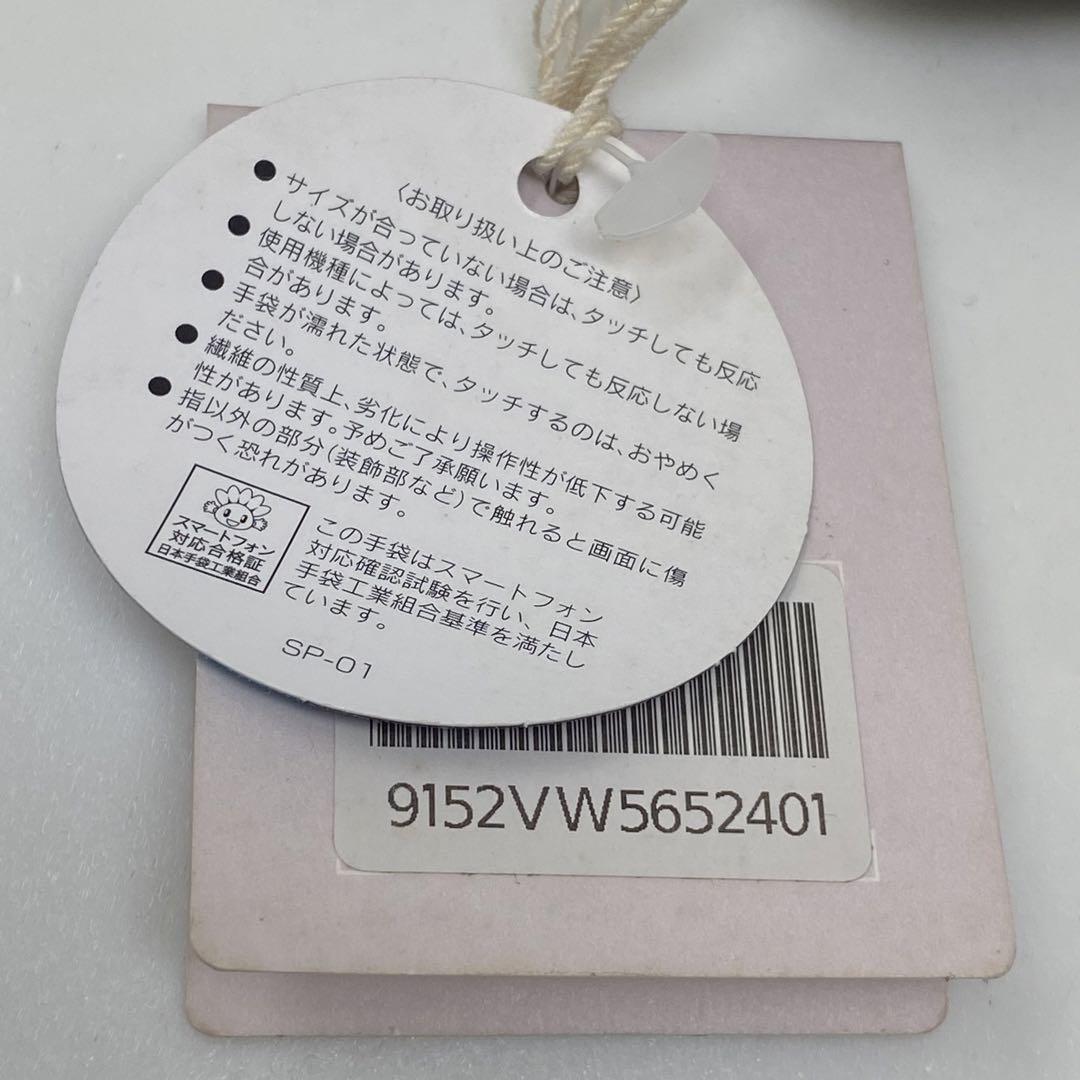 〈お取り扱い上のご注意〉
● サイズが合っていない場合は、タッチしても反応
しない場合があります。
● 使用機種によっては、タッチしても反応しない場
合があります。
● 手袋が濡れた状態で、タッチするのは、おやめく
ださい。
● 繊維の性質上、劣化により操作性が低下する可能
性があります。予めご了承願います。
● 指以外の部分(装飾部など)で触れると画面に傷
がつく恐れがあります。
スマートフォン
対応合格証
日本手袋工業組合
この手袋はスマートフォン
対応確認試験を行い、日本
手袋工業組合基準を満たし
ています。
SP-01
9152VW5652401